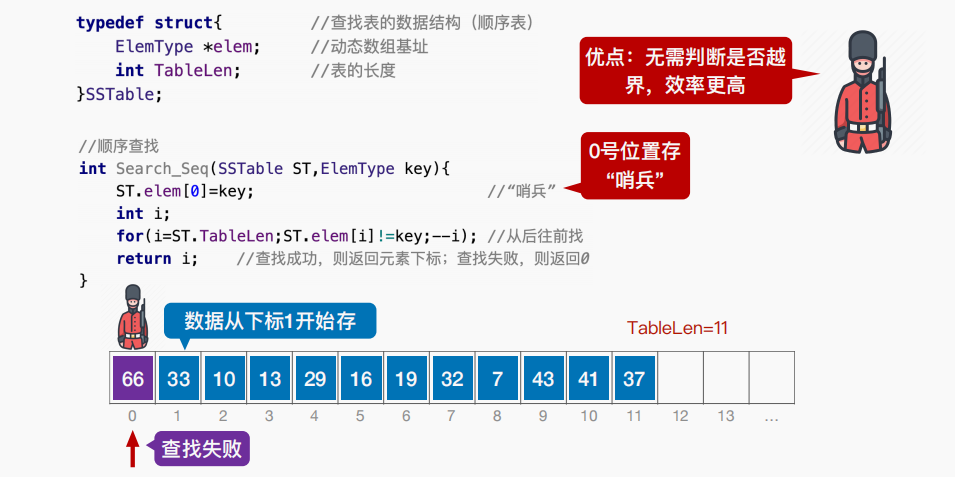 typedef struct{ //查找表的数据结构（顺序表）
ElemType *elem; //动态数组基址
int TableLen; //表的长度
}SSTable;
优点：无需判断是否越
界，效率更高
//顺序查找
int Search_Seq(SSTable ST,ElemType key){
ST.elem[0]=key; //“哨兵”
0号位置存
“哨兵”
int i;
for(i=ST.TableLen;ST.elem[i]!=key;--i); //从后往前找
return i; //查找成功，则返回元素下标；查找失败，则返回0
}
数据从下标1开始存
TableLen=11
66 33 10 13 29 16 19 32 7 43 41 37
0 1 2 3 4 5 6 7 8 9 10 11 12 13 ...
查找失败